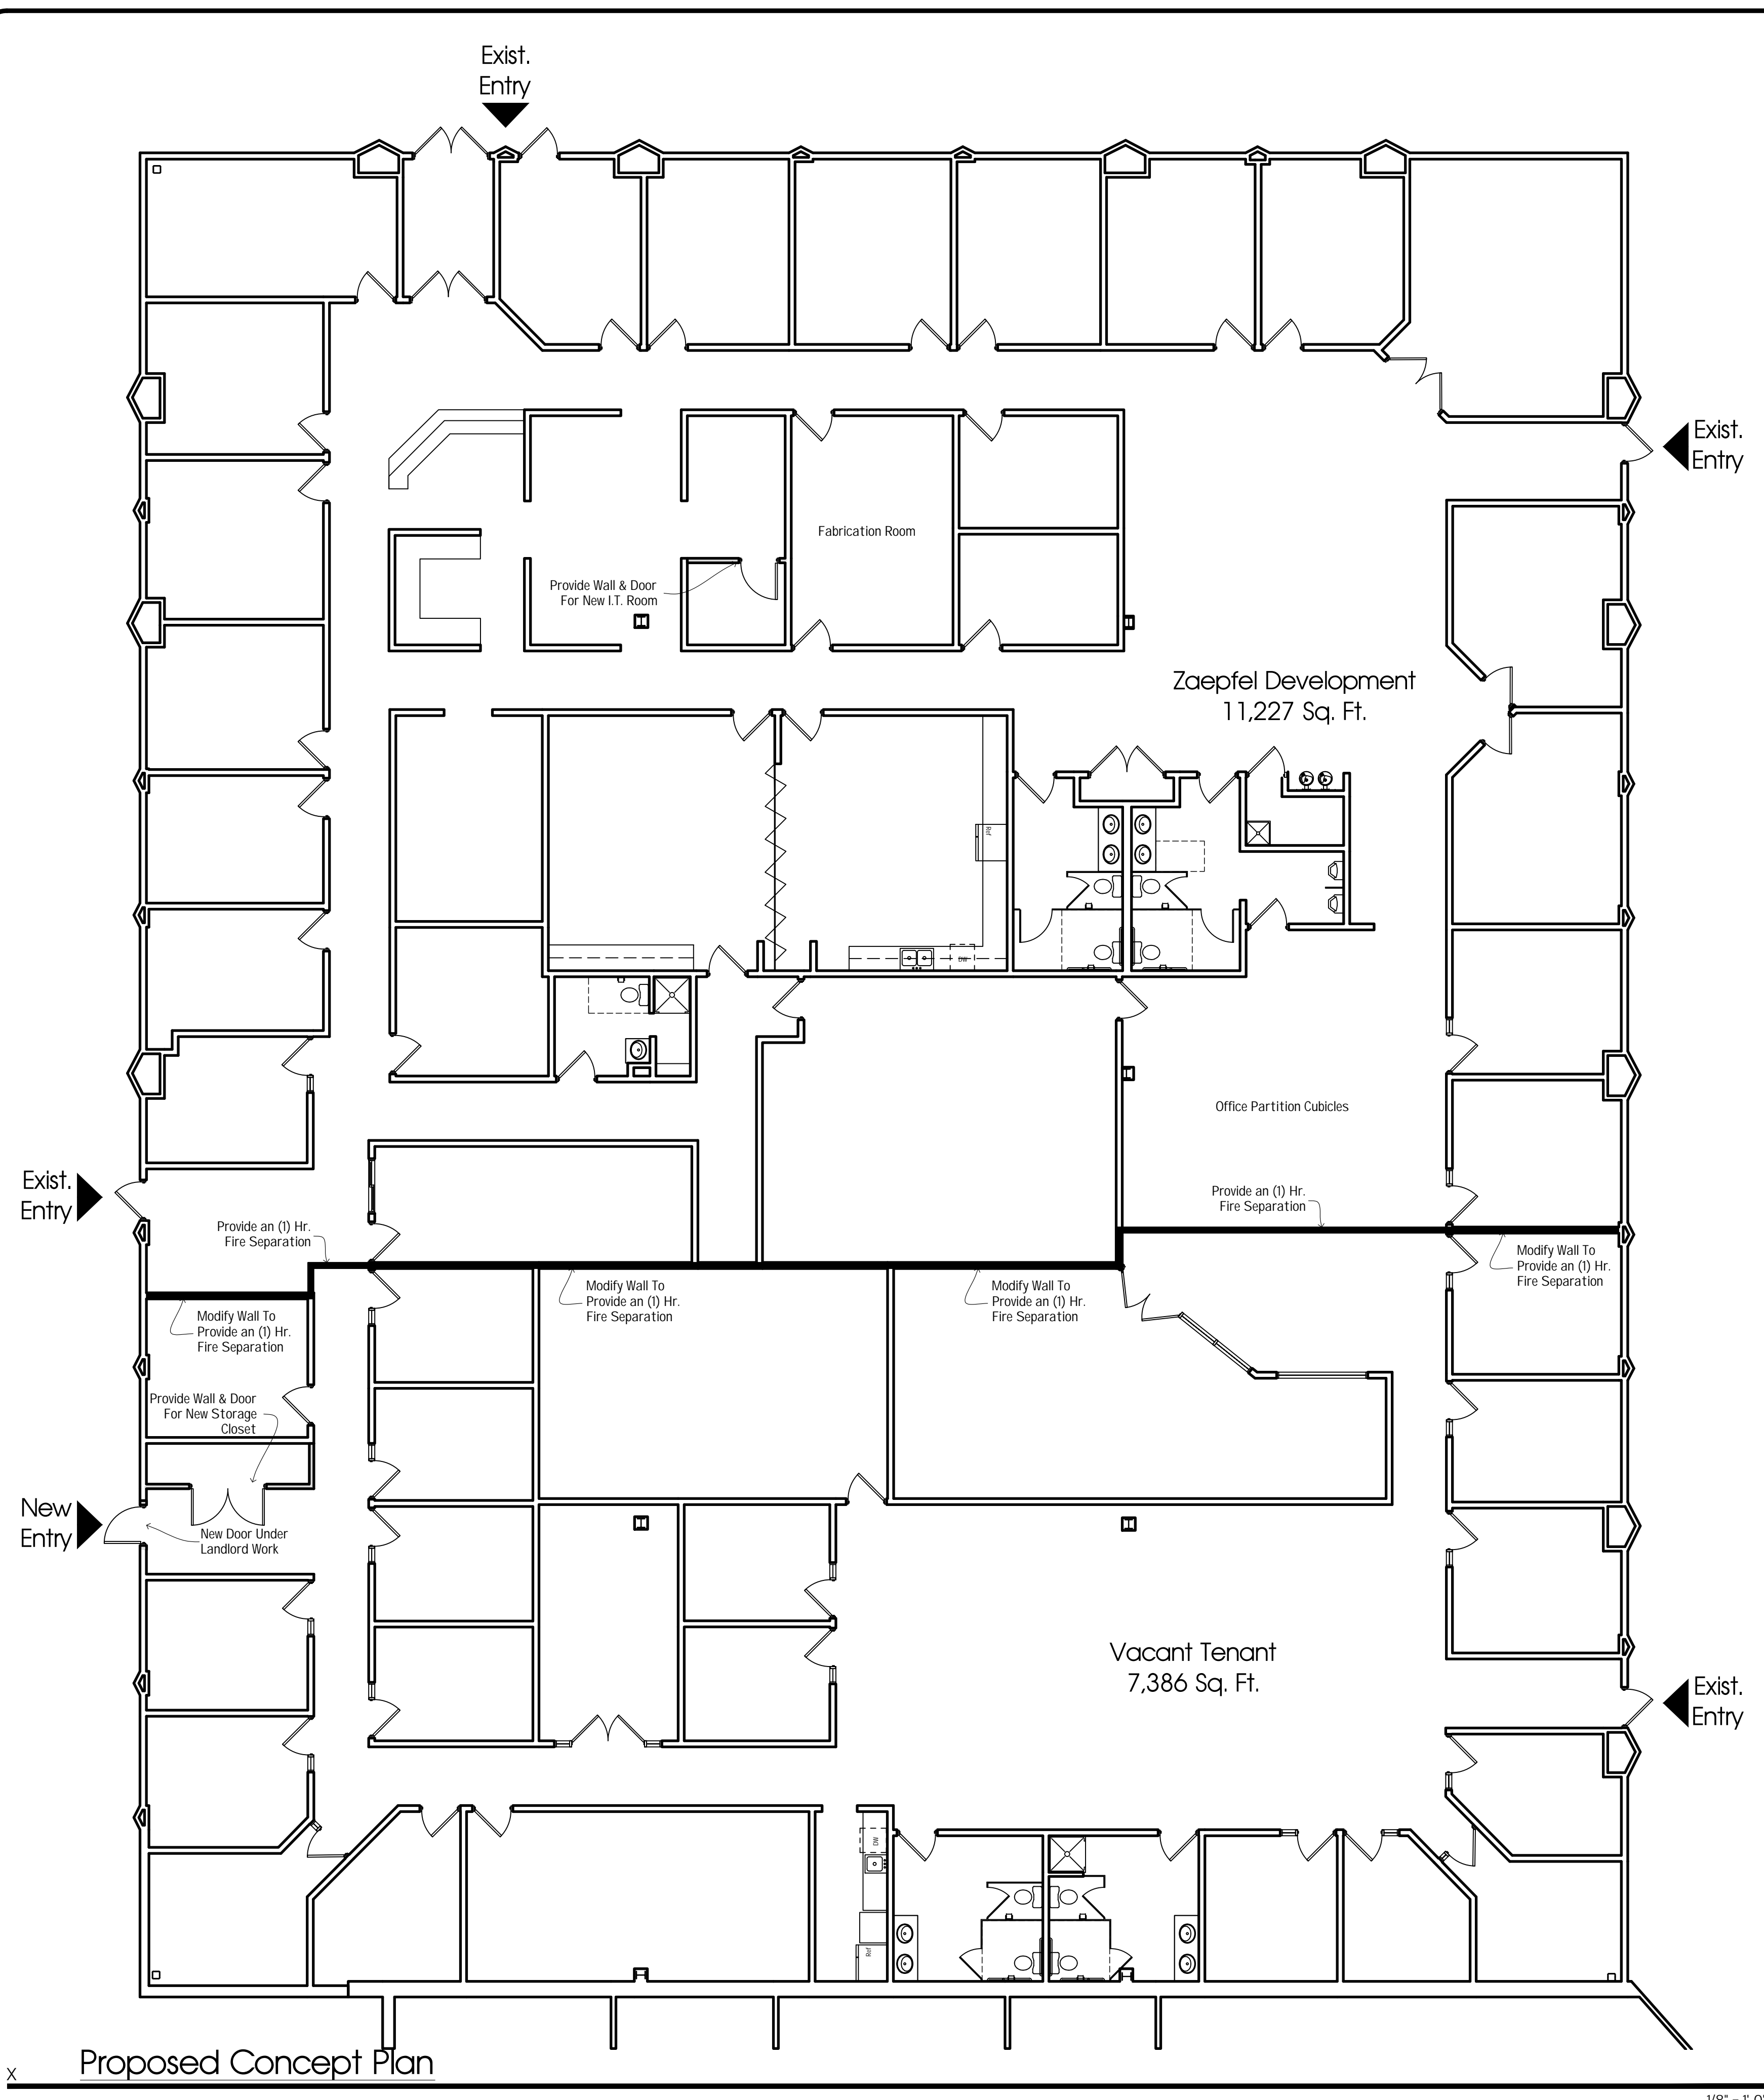 Exist.
Entry
Exist.
Entry
Fabrication Room
Provide Wall & Door
For New I.T. Room
Zaepfel Development
11,227 Sq. Ft.
Ref
DW
Office Partition Cubicles
Exist.
Entry
Provide an (1) Hr.
Fire Separation
Provide an (1) Hr.
Fire Separation
Modify Wall To
Provide an (1) Hr.
Fire Separation
Modify Wall To
Provide an (1) Hr.
Fire Separation
Modify Wall To
Provide an (1) Hr.
Fire Separation
Modify Wall To
Provide an (1) Hr.
Fire Separation
Provide Wall & Door
For New Storage
Closet
New
Entry
New Door Under
Landlord Work
Vacant Tenant
7,386 Sq. Ft.
Exist.
Entry
DW
Ref
Proposed Concept Plan
X